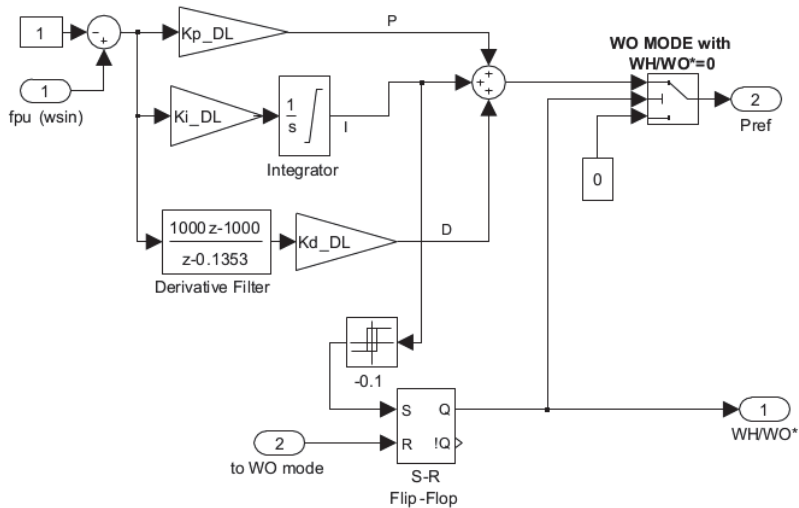 1
-
+
Kp_DL
P
1
fpu (wsin)
Ki_DL
1
s
Integrator
I
+
+
+
WO MODE with
WH/WO*=0
2
Pref
0
1000 z-1000
z-0.1353
Derivative Filter
Kd_DL
D
-0.1
S
Q
R
!Q
S-R
Flip-Flop
2
to WO mode
1
WH/WO*